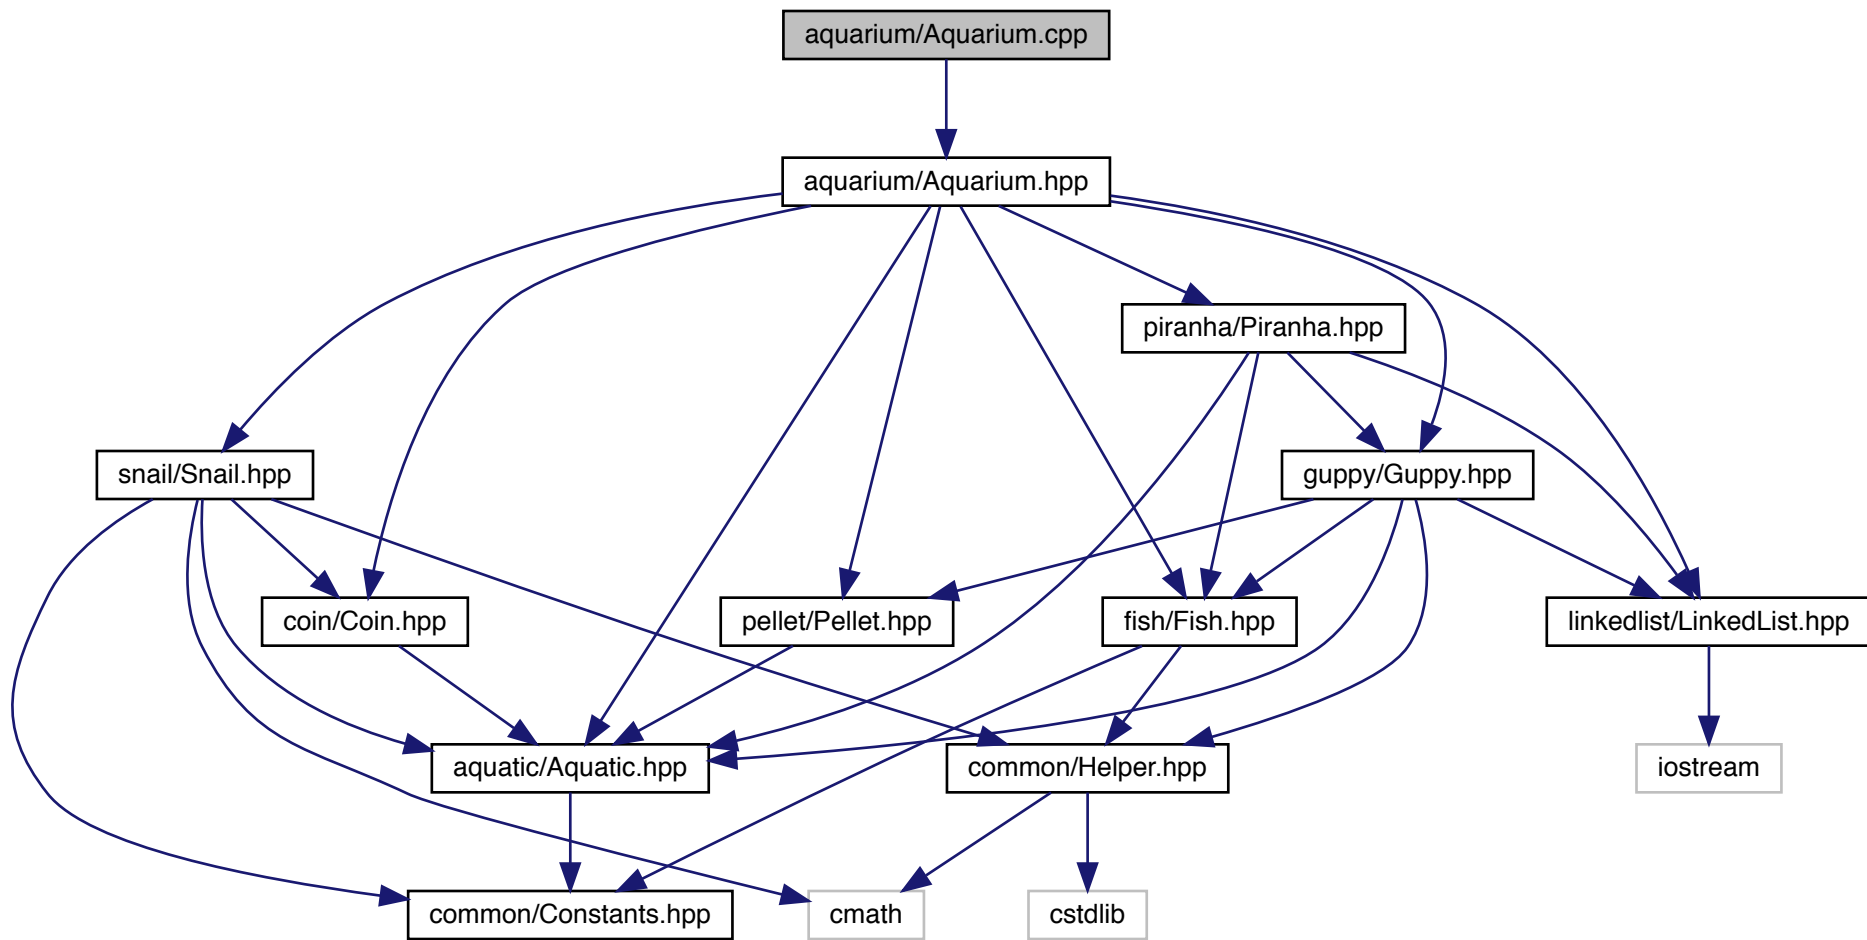 aquarium/Aquarium.cpp
aquarium/Aquarium.hpp
piranha/Piranha.hpp
snail/Snail.hpp
guppy/Guppy.hpp
coin/Coin.hpp
pellet/Pellet.hpp
fish/Fish.hpp
linkedlist/LinkedList.hpp
aquatic/Aquatic.hpp
common/Helper.hpp
iostream
common/Constants.hpp
cmath
cstdlib